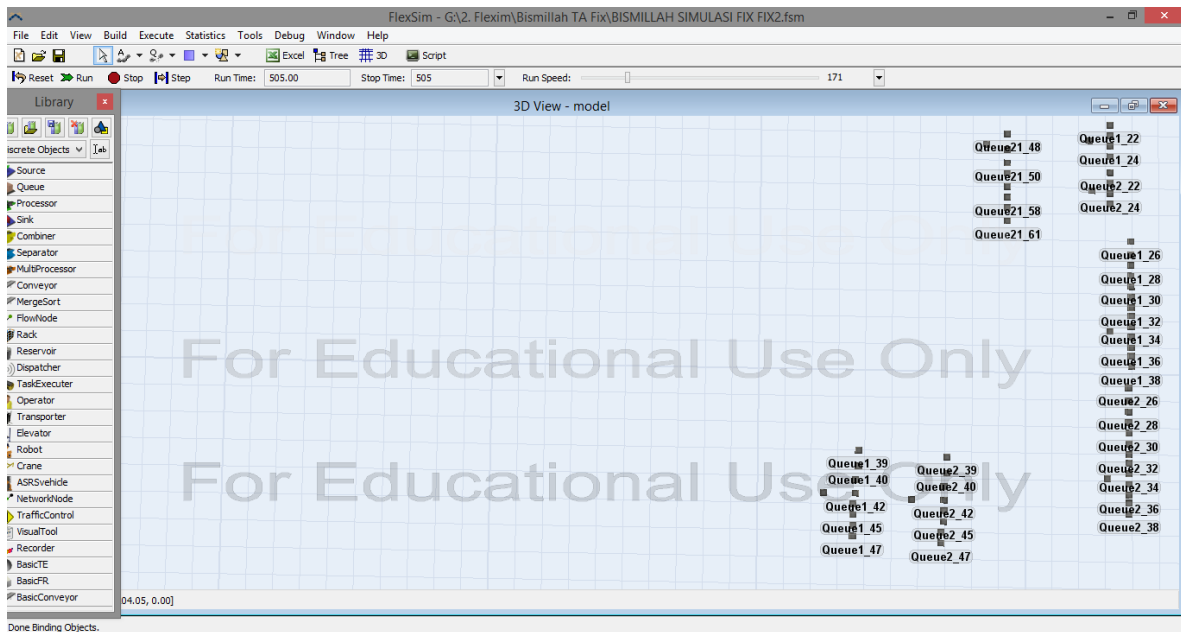 FlexSim - G:\2. Flexim\Bismillah TA Fix\BISMILLAH SIMULASI FIX FIX2.fsm
File Edit View Build Execute Statistics Tools Debug Window Help
Excel Tree 3D Script
Reset Run Stop Step Run Time: 505.00 Stop Time: 505 Run Speed: 171
Library
3D View - model
iscrete Objects
Source
Queue
Processor
Sink
Combiner
Separator
MultiProcessor
Conveyor
MergeSort
FlowNode
Rack
Reservoir
Dispatcher
TaskExecuter
Operator
Transporter
Elevator
Robot
Crane
ASRSvehicle
NetworkNode
TrafficControl
VisualTool
Recorder
BasicTE
BasicFR
BasicConveyor
Queue21_48
Queue21_50
Queue21_58
Queue21_61
Queue1_22
Queue1_24
Queue2_22
Queue2_24
Queue1_26
Queue1_28
Queue1_30
Queue1_32
Queue1_34
Queue1_36
Queue1_38
Queue2_26
Queue2_28
Queue2_30
Queue2_32
Queue2_34
Queue2_36
Queue2_38
Queue1_39
Queue1_40
Queue1_42
Queue1_45
Queue1_47
Queue2_39
Queue2_40
Queue2_42
Queue2_45
Queue2_47
For Educational Use Only
For Educational Use Only
For Educational Use Only
04.05, 0.00]
Done Binding Objects.